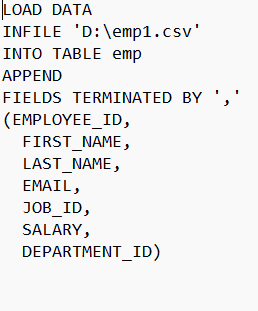 LOAD DATA
INFILE 'D:\emp1.csv'
INTO TABLE emp
APPEND
FIELDS TERMINATED BY ','
(EMPLOYEE_ID,
  FIRST_NAME,
  LAST_NAME,
  EMAIL,
  JOB_ID,
  SALARY,
  DEPARTMENT_ID)